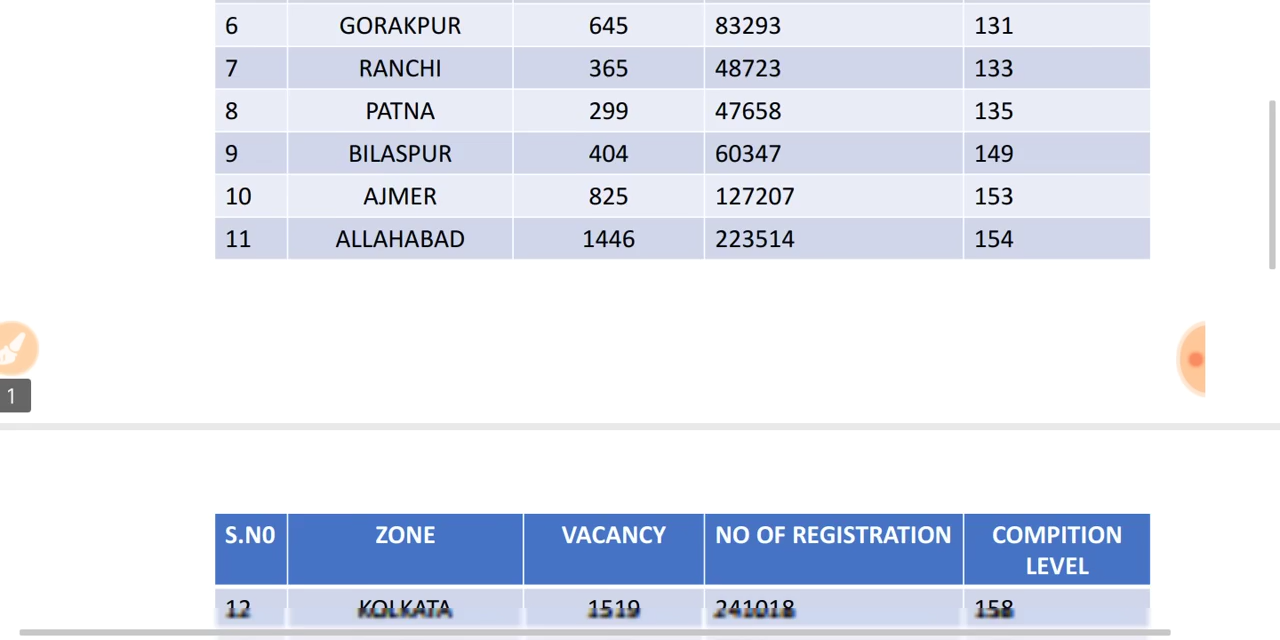 6 GORAKPUR 645 83293 131
7 RANCHI 365 48723 133
8 PATNA 299 47658 135
9 BILASPUR 404 60347 149
10 AJMER 825 127207 153
11 ALLAHABAD 1446 223514 154
1
S.N0 ZONE VACANCY NO OF REGISTRATION COMPITION
LEVEL
12 KOLKATA 1519 241018 158